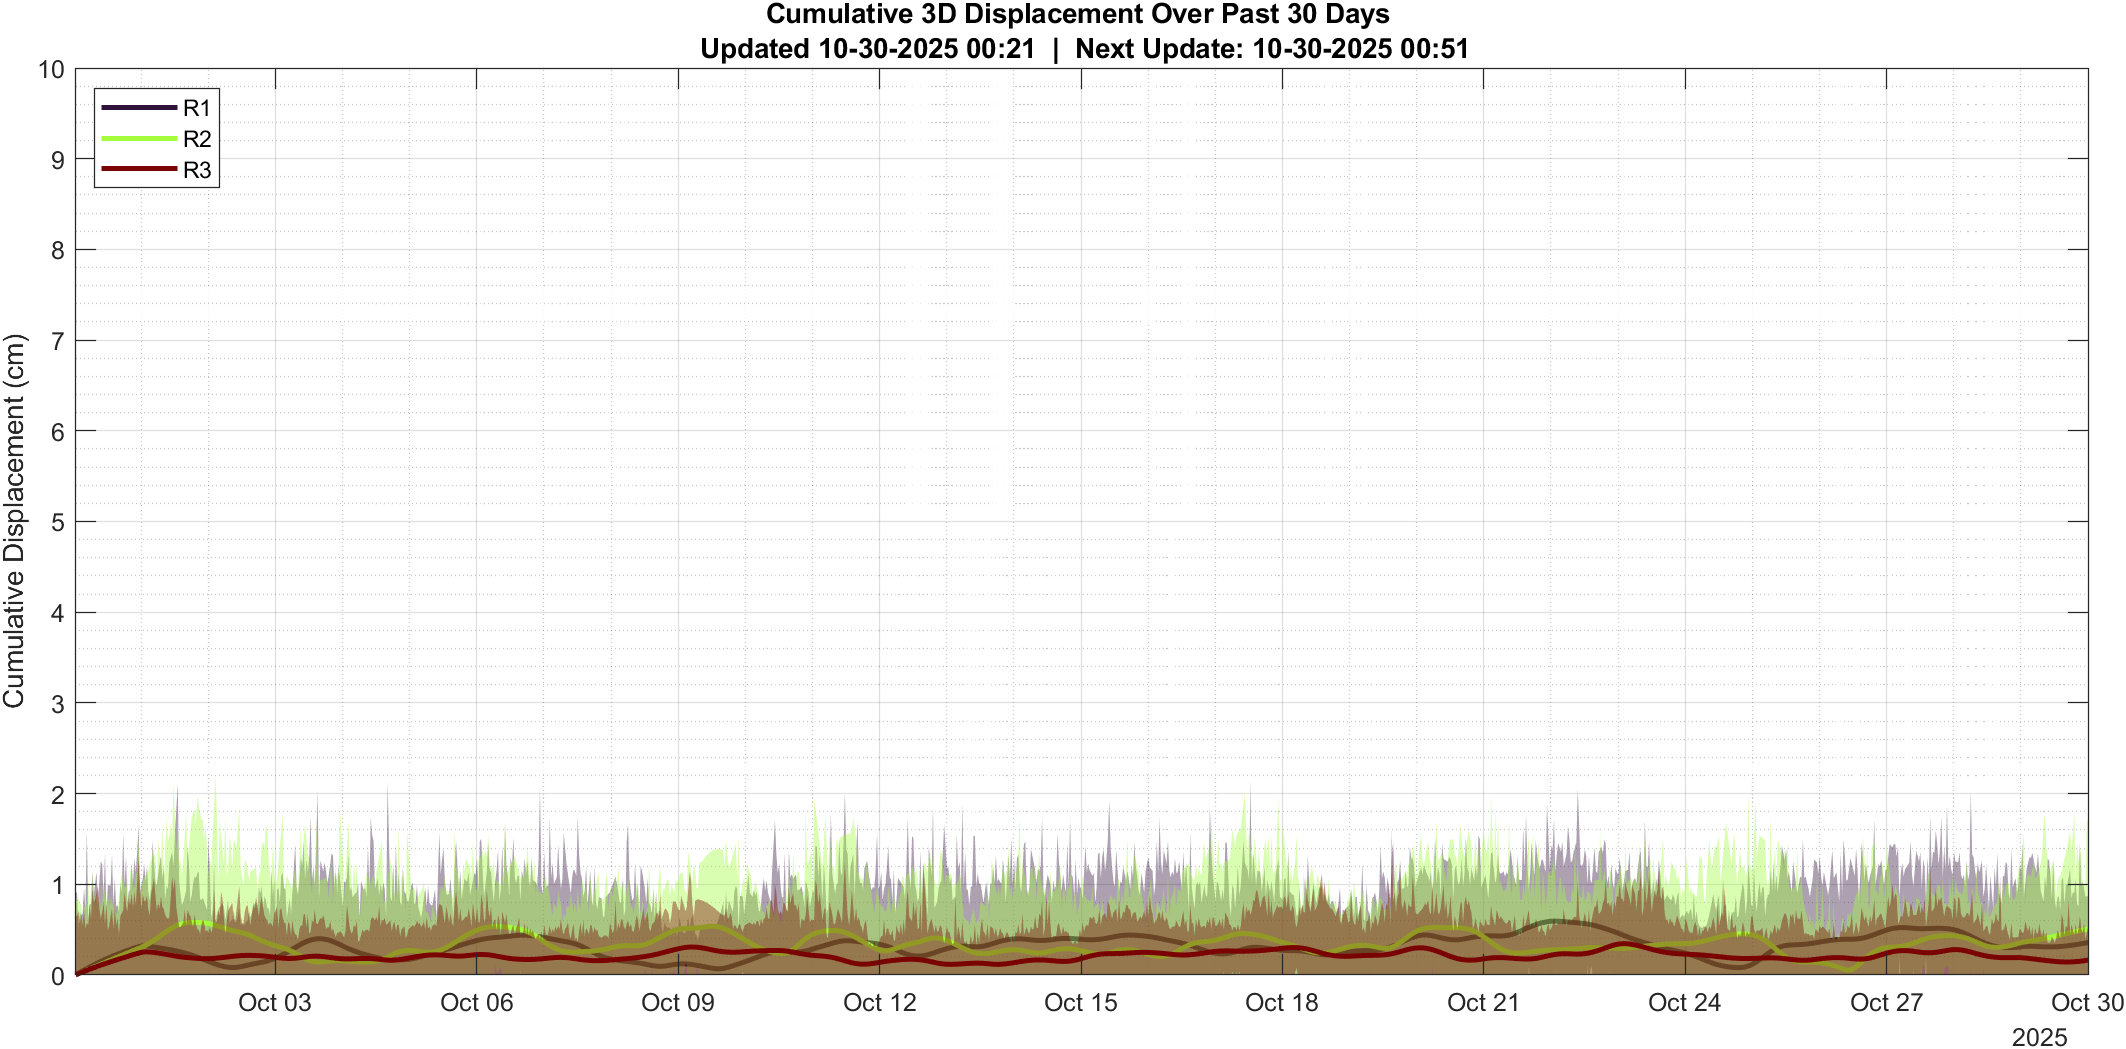 Cumulative 3D Displacement Over Past 30 Days
Updated 10-30-2025 00:21 | Next Update: 10-30-2025 00:51
10
9
8
7
6
5
4
3
2
1
0
Cumulative Displacement (cm)
R1
R2
R3
Oct 03
Oct 06
Oct 09
Oct 12
Oct 15
Oct 18
Oct 21
Oct 24
Oct 27
Oct 30
2025